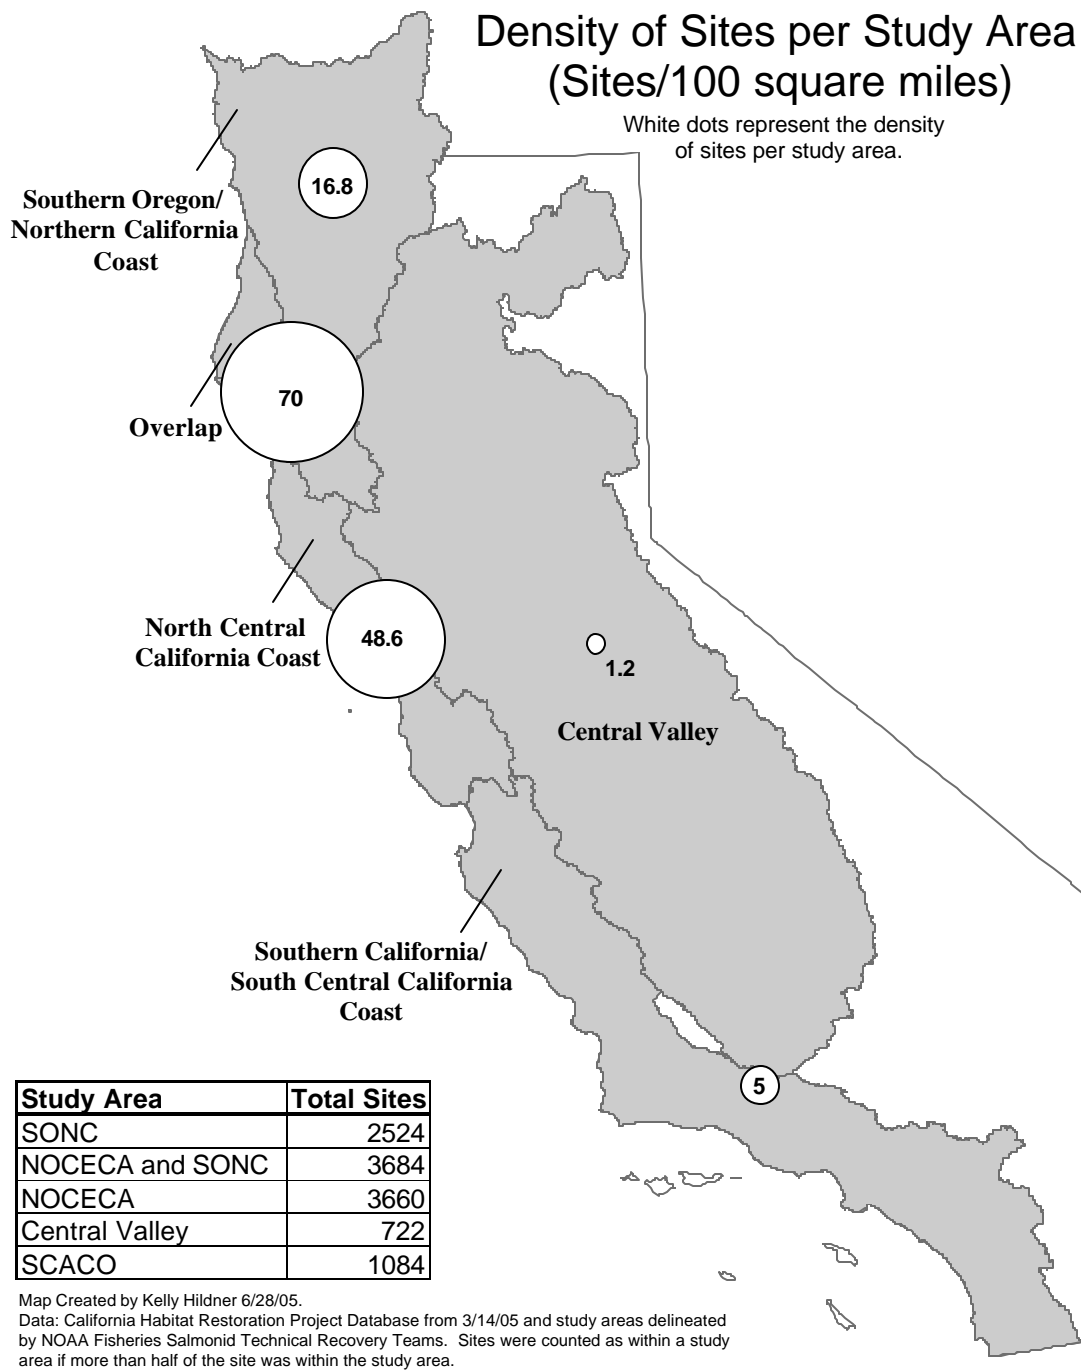 Density of Sites per Study Area
(Sites/100 square miles)
White dots represent the density
of sites per study area.
16.8
Southern Oregon/
Northern California
Coast
70
Overlap
North Central
California Coast
48.6
1.2
Central Valley
Southern California/
South Central California
Coast
5
Study Area Total Sites
SONC 2524
NOCECA and SONC 3684
NOCECA 3660
Central Valley 722
SCACO 1084
Map Created by Kelly Hildner 6/28/05.
Data: California Habitat Restoration Project Database from 3/14/05 and study areas delineated
by NOAA Fisheries Salmonid Technical Recovery Teams. Sites were counted as within a study
area if more than half of the site was within the study area.